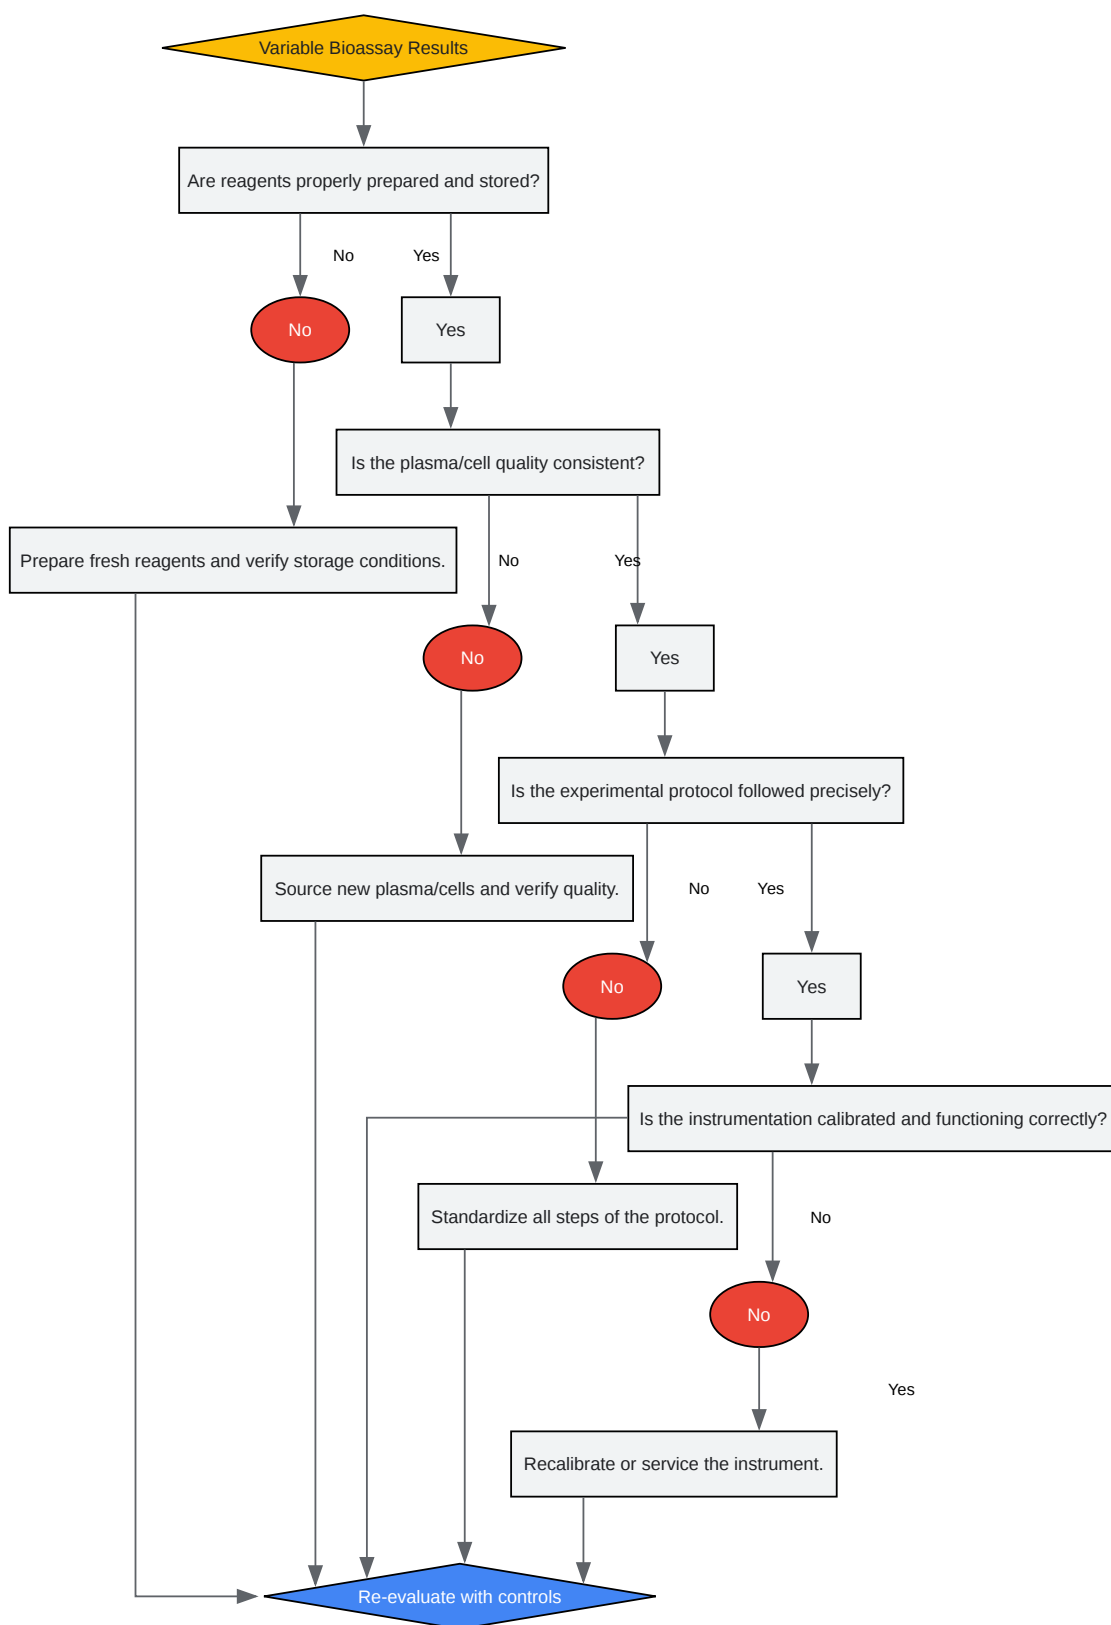 Variable Bioassay Results
Are reagents properly prepared and stored?
No
Yes
No
Yes
Is the plasma/cell quality consistent?
Prepare fresh reagents and verify storage conditions.
No
Yes
No
Yes
Is the experimental protocol followed precisely?
Source new plasma/cells and verify quality.
No
Yes
No
Yes
Is the instrumentation calibrated and functioning correctly?
Standardize all steps of the protocol.
No
No
Yes
Recalibrate or service the instrument.
Re-evaluate with controls